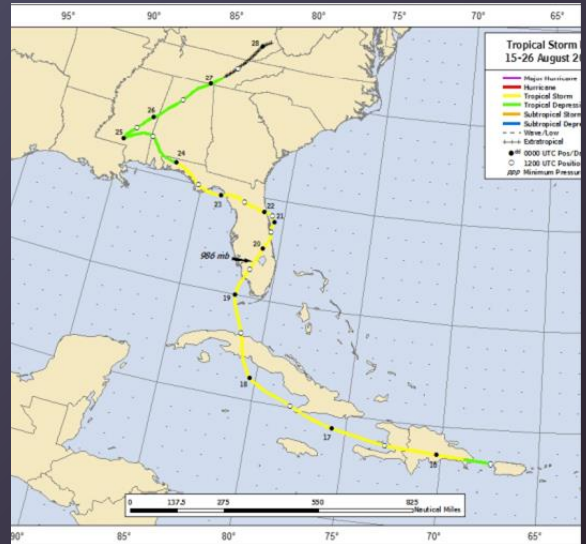 95° 90° 85° 80° 75° 70° 65°
Tropical Storm
15-26 August 20
Major Hurricane
Hurricane
Tropical Storm
Tropical Depress
Subtropical Storm
Subtropical Depre
Wave/Low
Extratropical
0000 UTC Pos/Da
1200 UTC Positio
PPP Minimum Pressur
28
27
26
25
24
23
22
21
20
986 mb
19
18
17
16
0 137.5 275 550 825
Nautical Miles
90° 85° 80° 75° 70° 65°